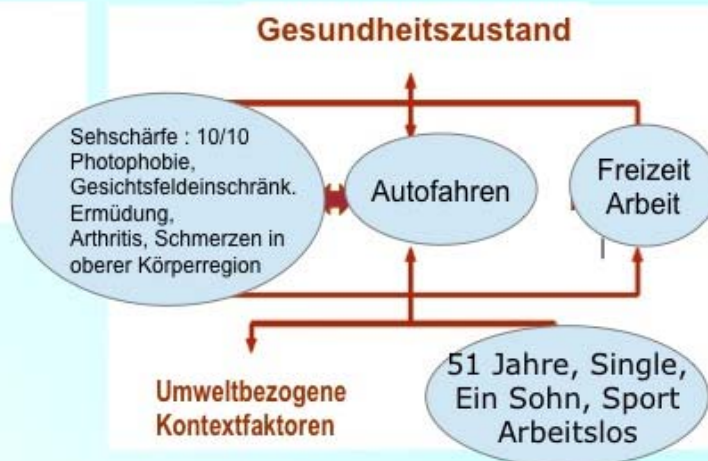 Gesundheitszustand
Sehschärfe : 10/10
Photophobie,
Gesichtsfeldeinschränk.
Ermüdung,
Arthritis, Schmerzen in
oberer Körperregion
Autofahren
Freizeit
Arbeit
Umweltbezogene
Kontextfaktoren
51 Jahre, Single,
Ein Sohn, Sport
Arbeitslos